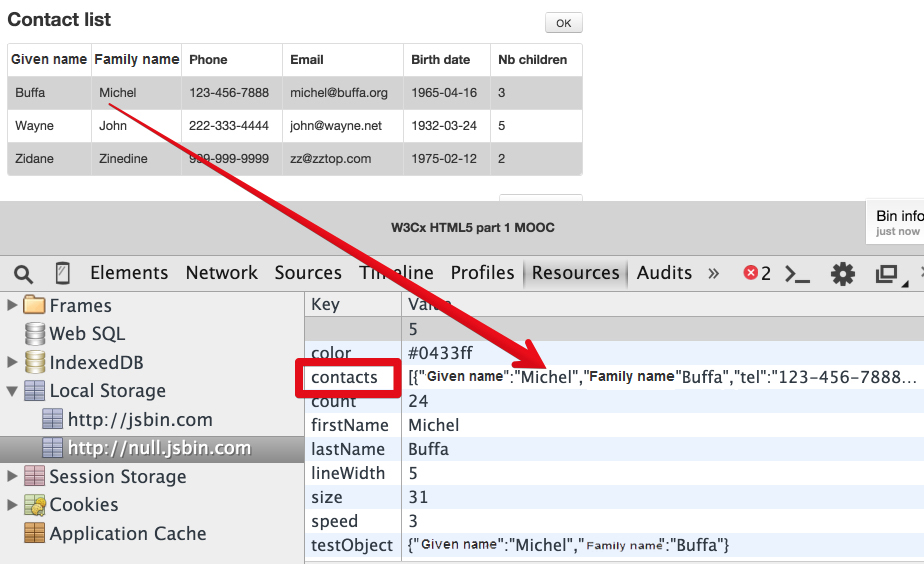 Contact list
OK
Given name Family name Phone Email Birth date Nb children
Buffa Michel 123-456-7888 michel@buffa.org 1965-04-16 3
Wayne John 222-333-4444 john@wayne.net 1932-03-24 5
Zidane Zinedine 999-999-9999 zz@zztop.com 1975-02-12 2
W3Cx HTML5 part 1 MOOC
Bin info
just now
Elements Network Sources Timeline Profiles Resources Audits » 2
Frames
Web SQL
IndexedDB
Local Storage
http://jsbin.com
http://null.jsbin.com
Session Storage
Cookies
Application Cache
Key Value
5
color #0433ff
contacts [{"Given name":"Michel","Family name"Buffa","tel":"123-456-7888...
count 24
firstName Michel
lastName Buffa
lineWidth 5
size 31
speed 3
testObject {"Given name":"Michel","Family name":"Buffa"}